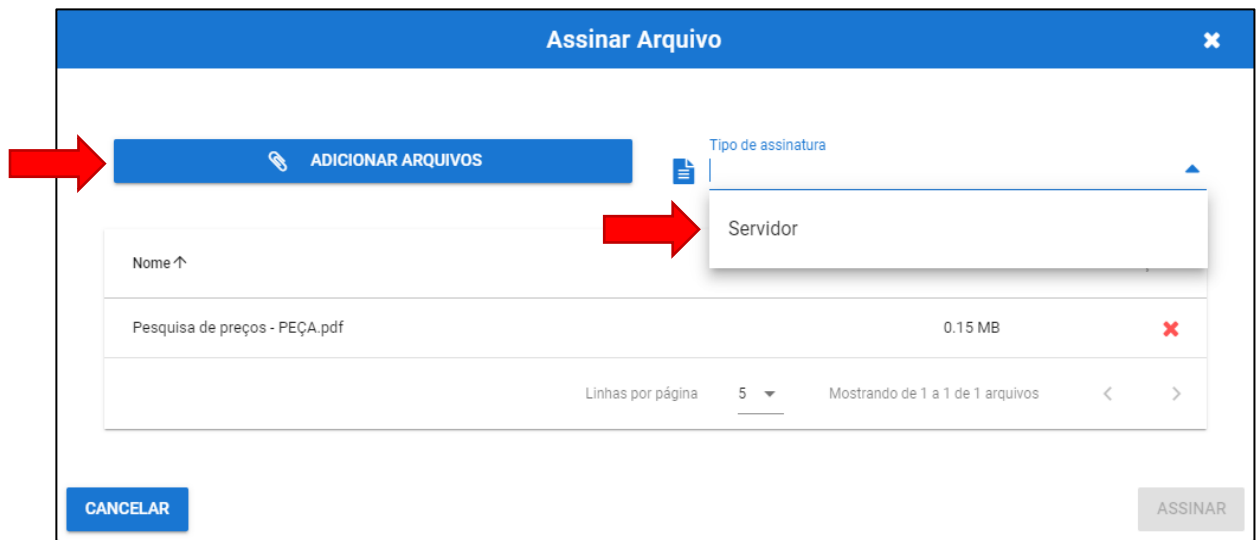 Assinar Arquivo
ADICIONAR ARQUIVOS
Tipo de assinatura
Servidor
Nome
Pesquisa de preços - PEÇA.pdf 0.15 MB
Linhas por página 5 Mostrando de 1 a 1 de 1 arquivos
CANCELAR ASSINAR